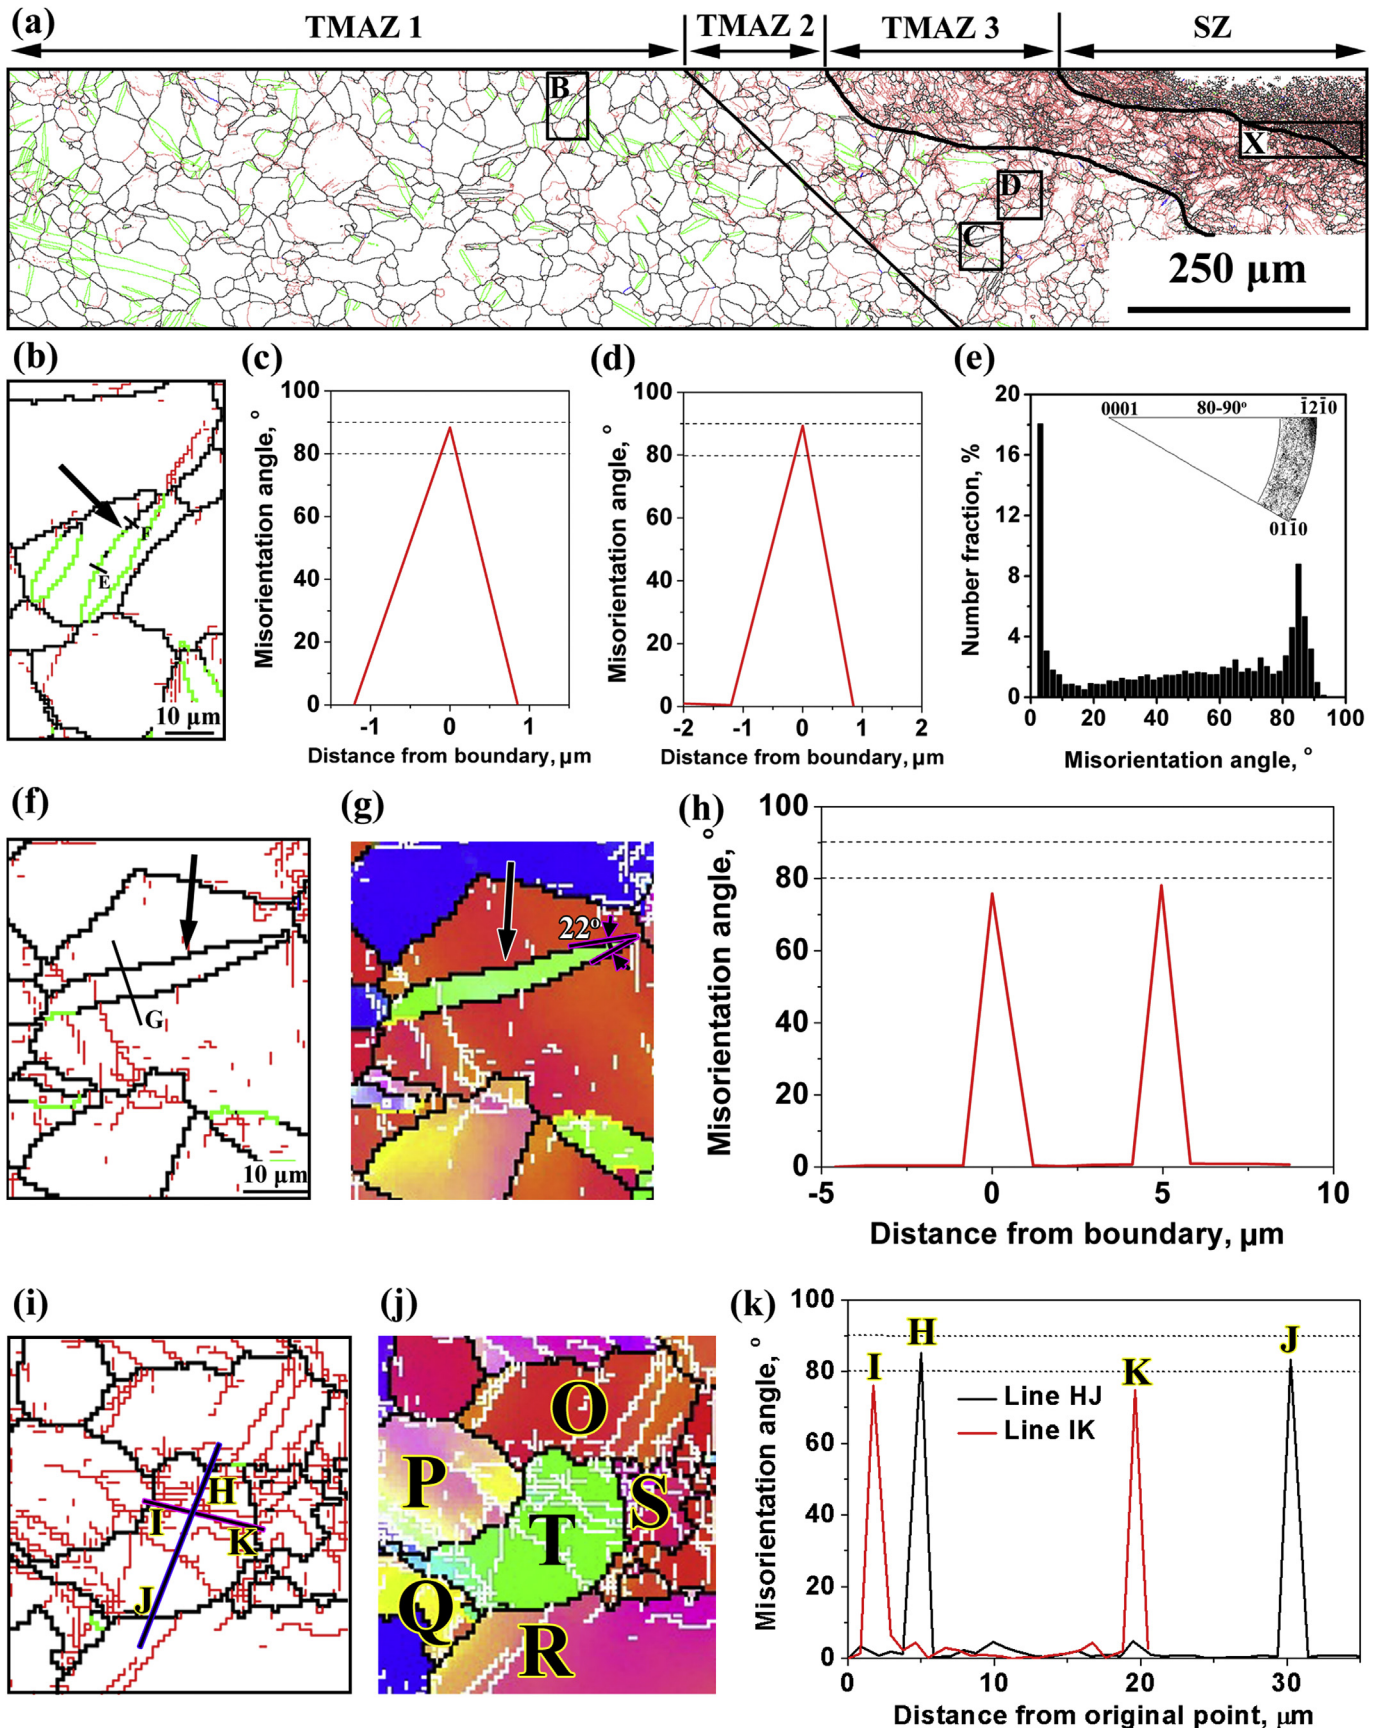 (a) TMAZ 1 TMAZ 2 TMAZ 3 SZ
B
X
D
C
250 µm
(b)
F
E
10 µm
(c)
100
80
60
40
20
0
-1 0 1
Misorientation angle, °
Distance from boundary, µm
(d)
100
80
60
40
20
0
-2 -1 0 1 2
Misorientation angle, °
Distance from boundary, µm
(e)
20
16
12
8
4
0
0 20 40 60 80 100
Number fraction, %
Misorientation angle, °
0001 80-90° 1̄21̄0
011̄0
(f)
G
10 µm
(g)
22°
(h)
100
80
60
40
20
0
-5 0 5 10
Misorientation angle, °
Distance from boundary, µm
(i)
H
I
K
J
(j)
O
P
S
T
Q
R
(k)
100
80
60
40
20
0
0 10 20 30
Misorientation angle, °
Distance from original point, µm
H
J
I
K
Line HJ
Line IK